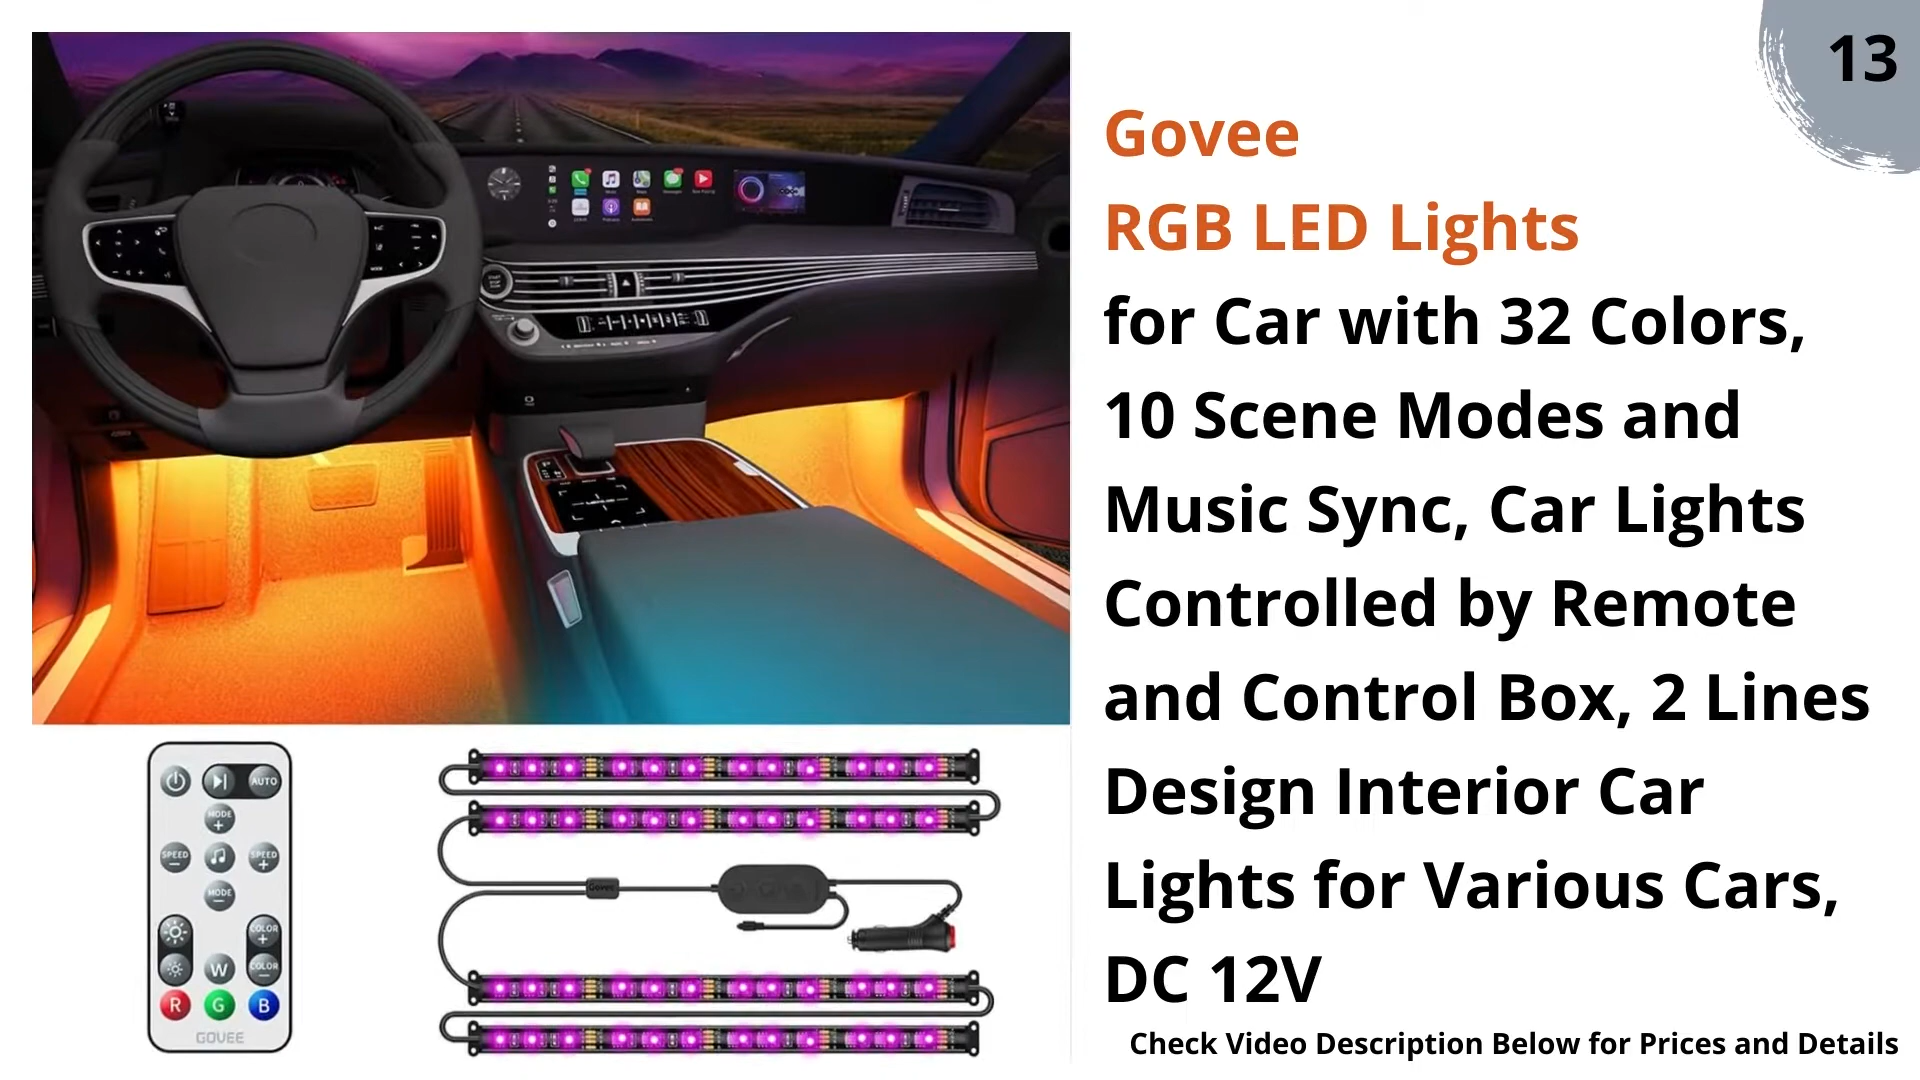 13
Govee
RGB LED Lights
for Car with 32 Colors,
10 Scene Modes and
Music Sync, Car Lights
Controlled by Remote
and Control Box, 2 Lines
Design Interior Car
Lights for Various Cars,
DC 12V
Check Video Description Below for Prices and Details
AUTO
MODE
+
SPEED
−
SPEED
+
MODE
−
COLOR
+
W
COLOR
−
R G B
GOVEE
Govee